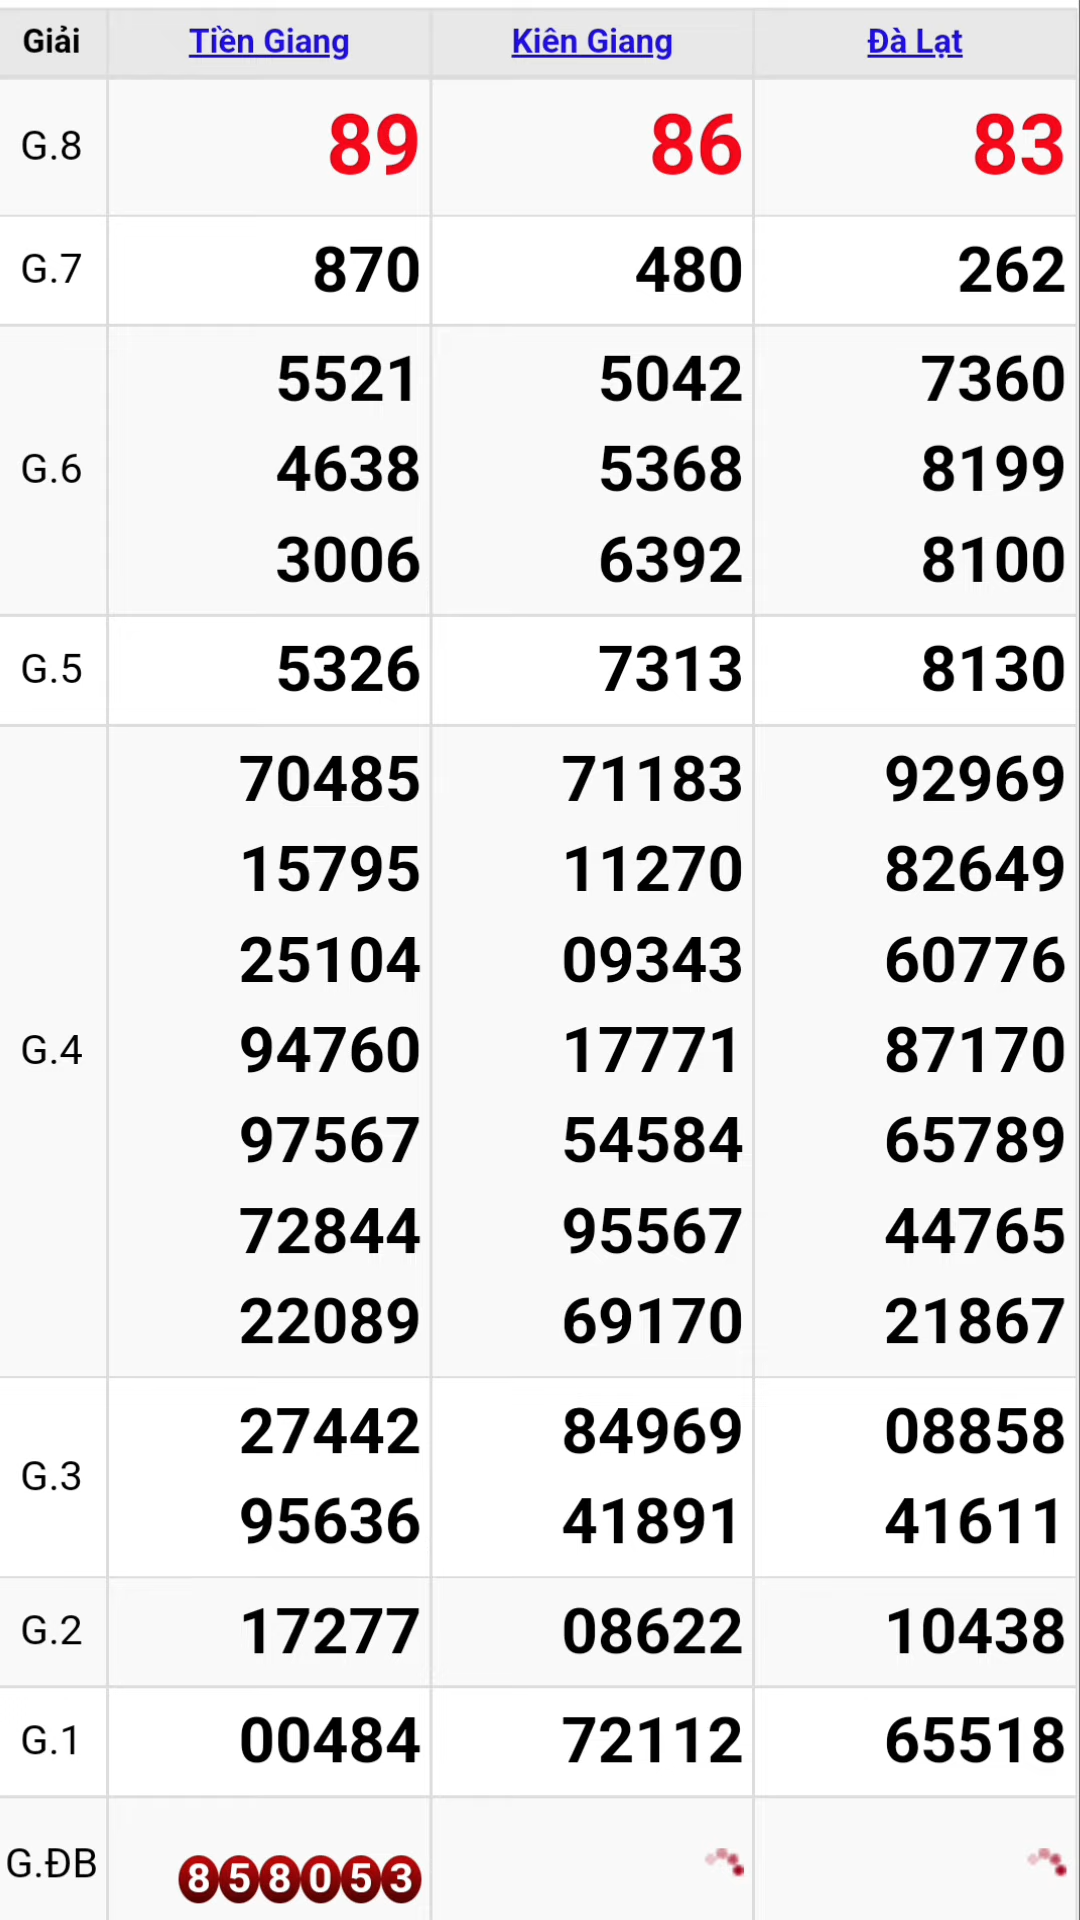 Giải Tiền Giang Kiên Giang Đà Lạt
G.8 89 86 83
G.7 870 480 262
5521 5042 7360
G.6 4638 5368 8199
3006 6392 8100
G.5 5326 7313 8130
70485 71183 92969
15795 11270 82649
25104 09343 60776
G.4 94760 17771 87170
97567 54584 65789
72844 95567 44765
22089 69170 21867
27442 84969 08858
G.3
95636 41891 41611
G.2 17277 08622 10438
G.1 00484 72112 65518
G.ĐB 858053